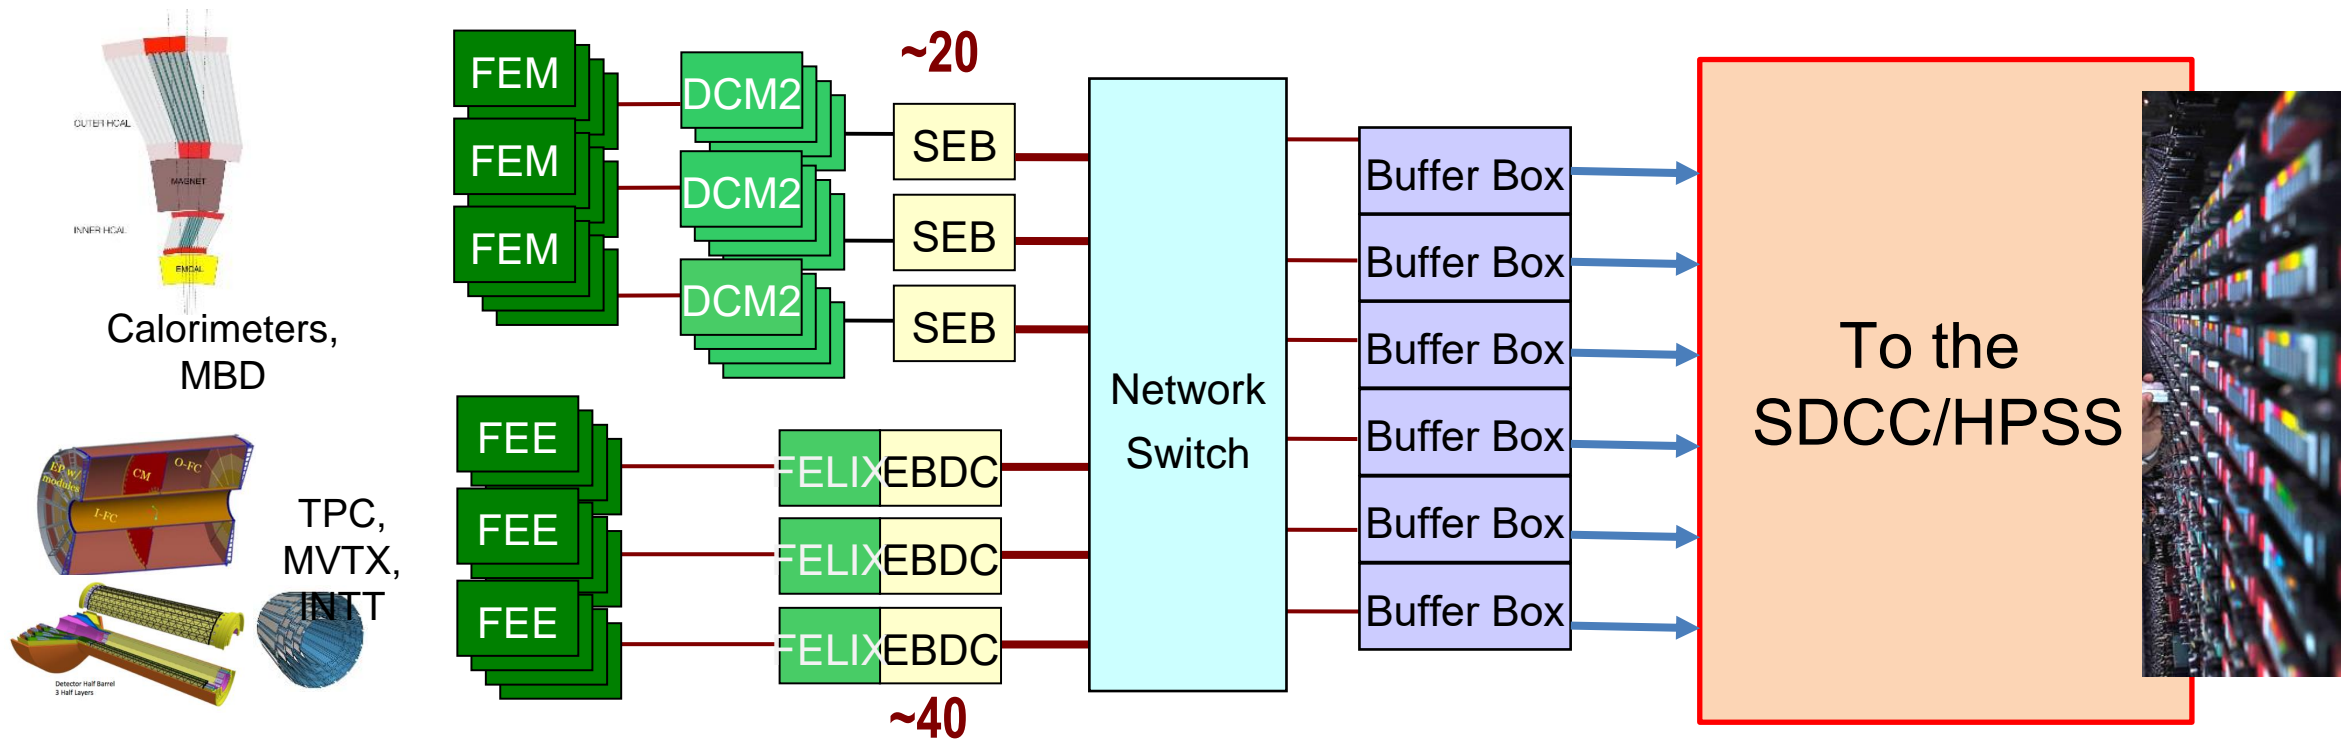 OUTER HCAL
MAGNET
INNER HCAL
EMCAL
Calorimeters,
MBD
EP w/
modules
CM
O-FC
I-FC
TPC,
MVTX,
INTT
Detector Half Barrel
3 Half Layers
FEM
FEM
FEM
DCM2
DCM2
DCM2
~20
SEB
SEB
SEB
FEE
FEE
FEE
FELIX EBDC
FELIX EBDC
FELIX EBDC
~40
Network
Switch
Buffer Box
Buffer Box
Buffer Box
Buffer Box
Buffer Box
Buffer Box
To the
SDCC/HPSS